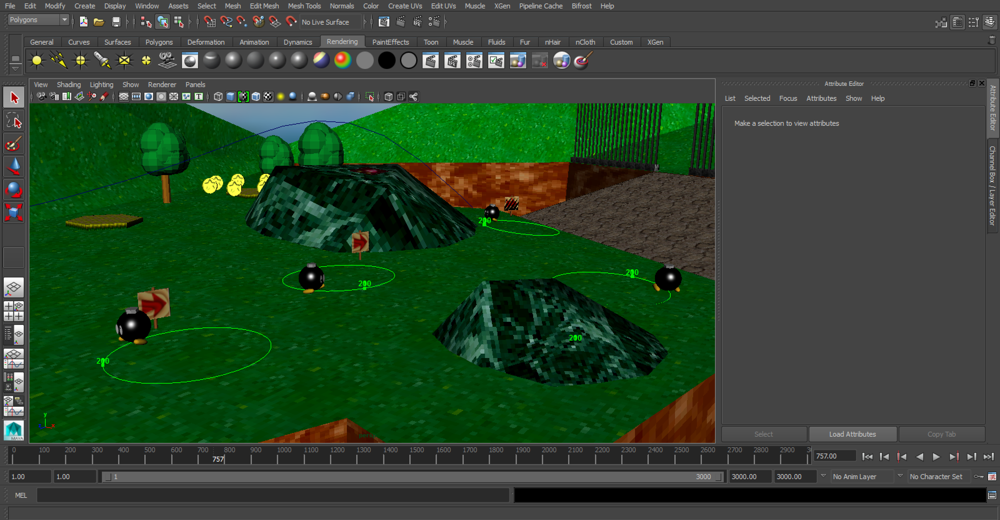 File Edit Modify Create Display Window Assets Select Mesh Edit Mesh Mesh Tools Normals Color Create UVs Edit UVs Muscle XGen Pipeline Cache Bifrost Help
Polygons
No Live Surface
General Curves Surfaces Polygons Deformation Animation Dynamics Rendering PaintEffects Toon Muscle Fluids Fur nHair nCloth Custom XGen
View Shading Lighting Show Renderer Panels
Attribute Editor
List Selected Focus Attributes Show Help
Make a selection to view attributes
Attribute Editor
Channel Box / Layer Editor
200
200
200
200
200
y
x
persp
MAYA
Select Load Attributes Copy Tab
0 100 200 300 400 500 600 700 800 900 1000 1100 1200 1300 1400 1500 1600 1700 1800 1900 2000 2100 2200 2300 2400 2500 2600 2700 2800 2900
757
757.00
1.00 1.00 1 3000 3000.00 3000.00 No Anim Layer No Character Set
MEL